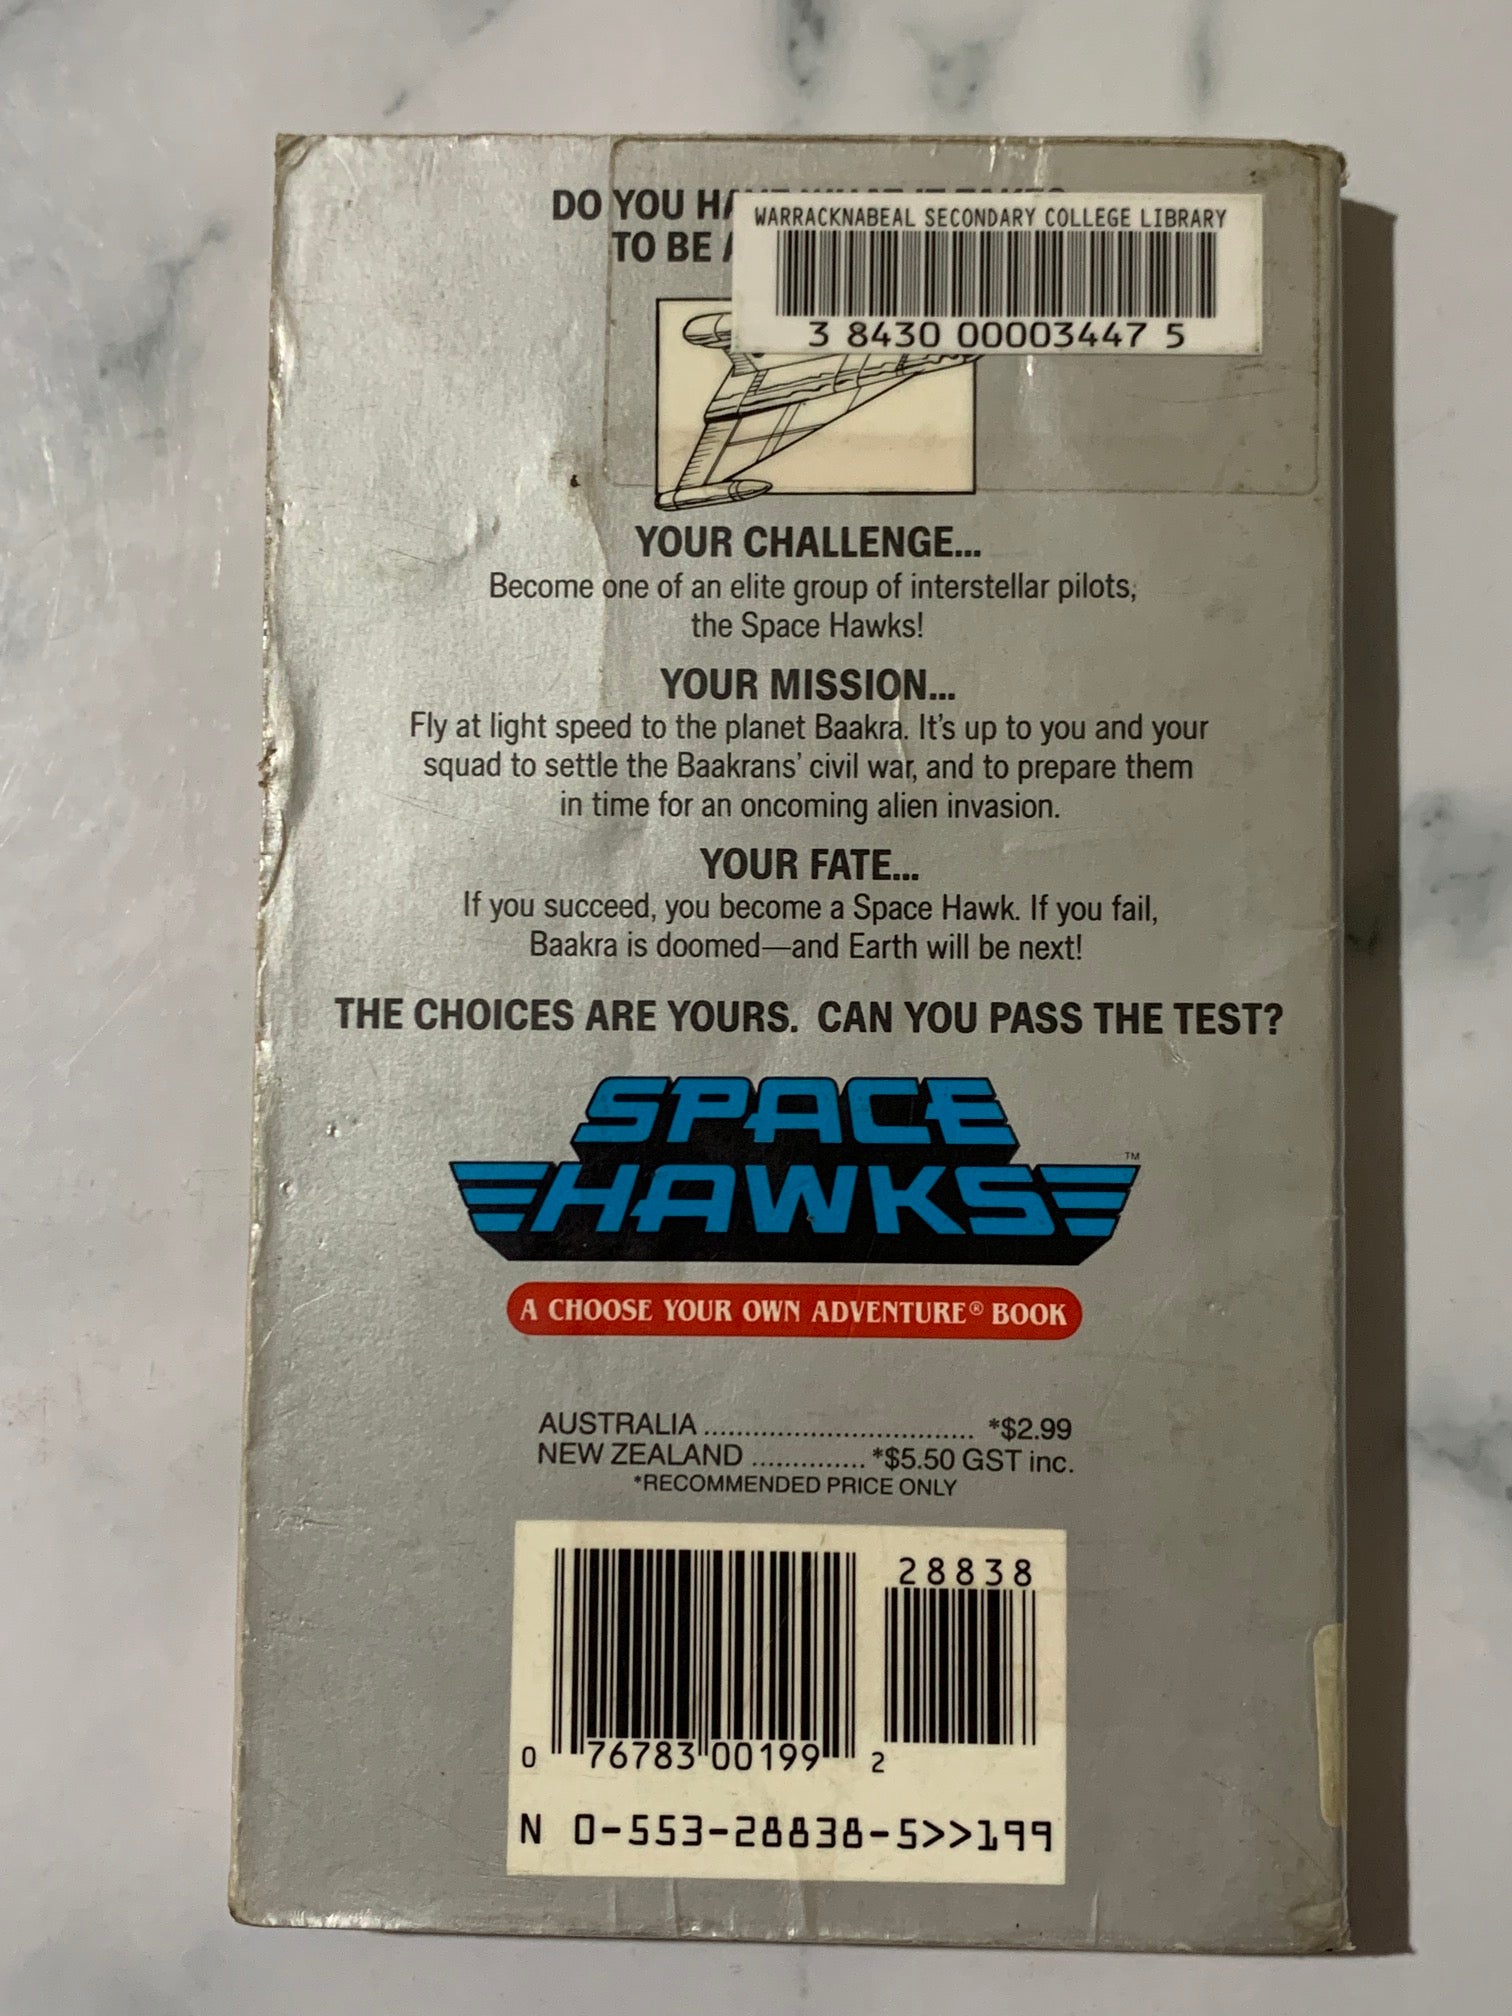 DO YOU
TO BE
WARRACKNABEAL SECONDARY COLLEGE LIBRARY
3 8430 00003447 5
YOUR CHALLENGE...
Become one of an elite group of interstellar pilots,
the Space Hawks!
YOUR MISSION...
Fly at light speed to the planet Baakra. It's up to you and your
squad to settle the Baakrans' civil war, and to prepare them
in time for an oncoming alien invasion.
YOUR FATE...
If you succeed, you become a Space Hawk. If you fail,
Baakra is doomed—and Earth will be next!
THE CHOICES ARE YOURS. CAN YOU PASS THE TEST?
SPACE
HAWKS™
A CHOOSE YOUR OWN ADVENTURE® BOOK
AUSTRALIA ................................. *$2.99
NEW ZEALAND .............. *$5.50 GST inc.
*RECOMMENDED PRICE ONLY
28838
0 76783 00199 2
N 0-553-28838-5>>199